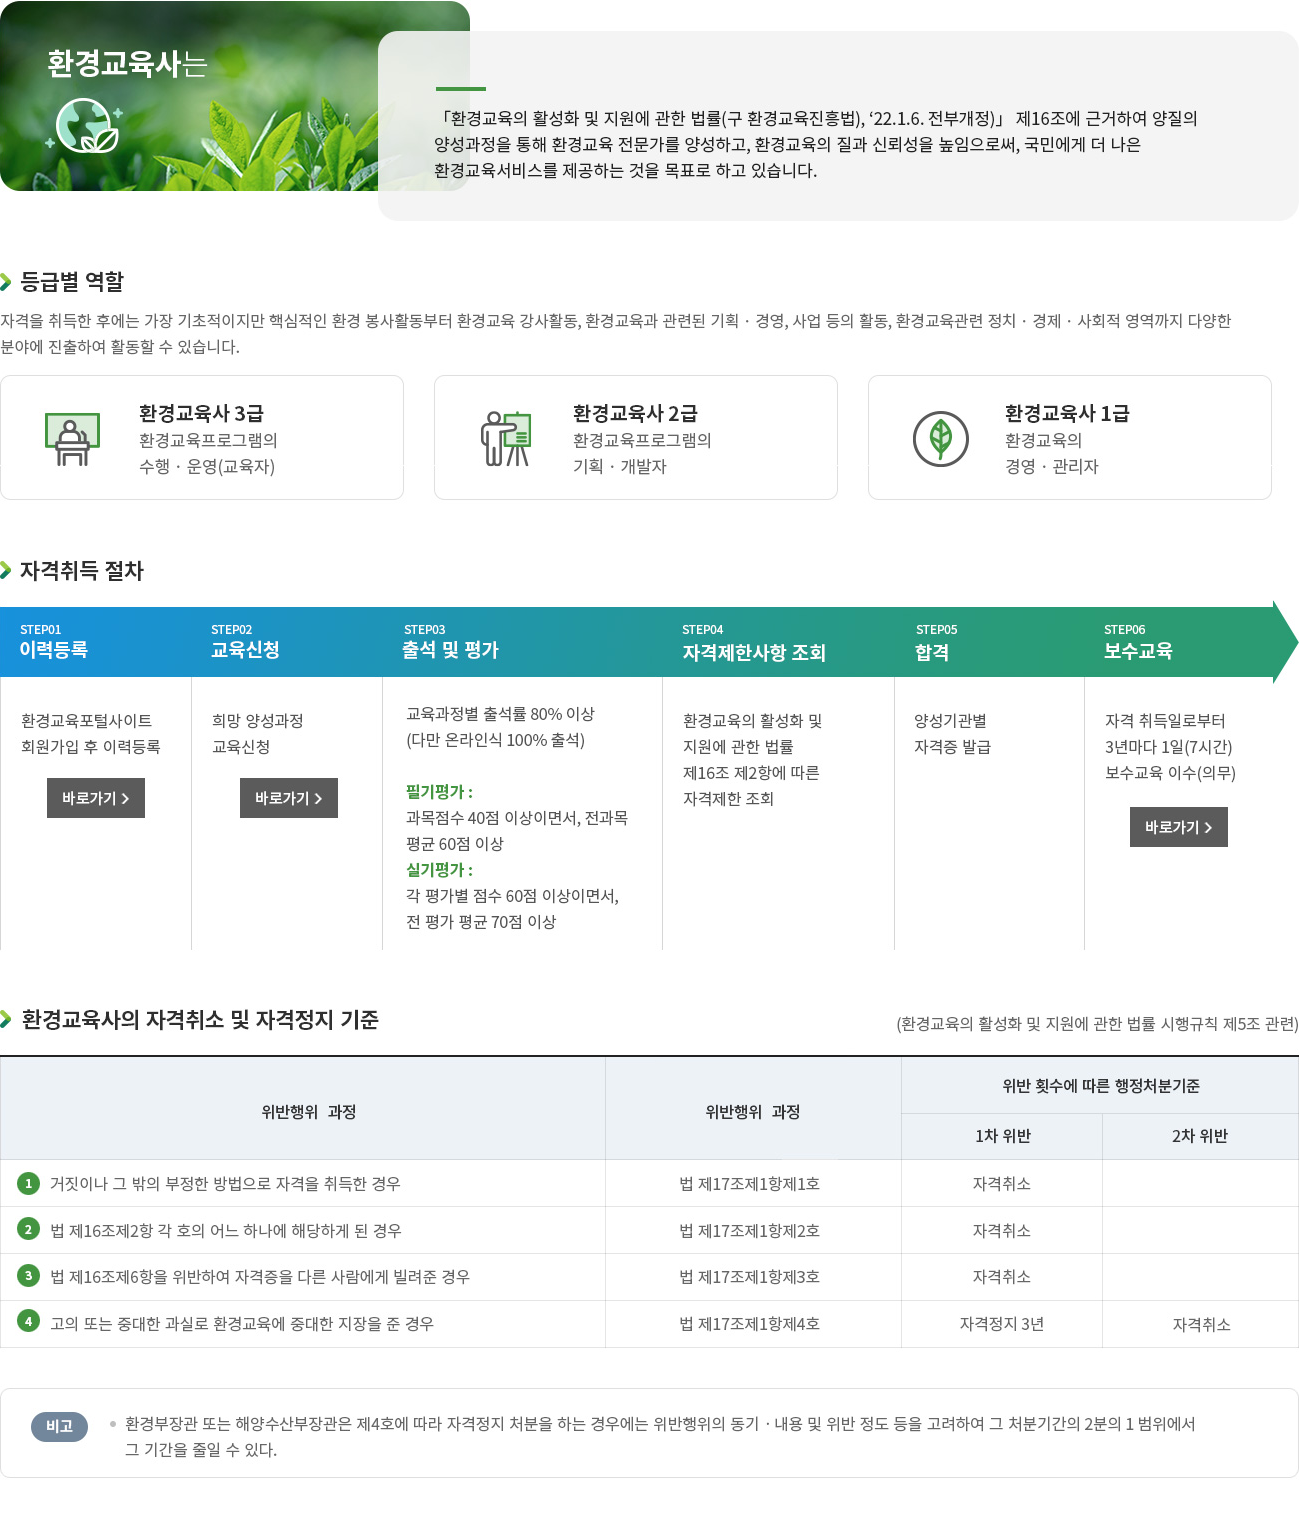 환경교육사는
「환경교육의 활성화 및 지원에 관한 법률(구 환경교육진흥법), ‘22.1.6. 전부개정)」 제16조에 근거하여 양질의
양성과정을 통해 환경교육 전문가를 양성하고, 환경교육의 질과 신뢰성을 높임으로써, 국민에게 더 나은
환경교육서비스를 제공하는 것을 목표로 하고 있습니다.
등급별 역할
자격을 취득한 후에는 가장 기초적이지만 핵심적인 환경 봉사활동부터 환경교육 강사활동, 환경교육과 관련된 기획 · 경영, 사업 등의 활동, 환경교육관련 정치 · 경제 · 사회적 영역까지 다양한
분야에 진출하여 활동할 수 있습니다.
환경교육사 3급
환경교육프로그램의
수행 · 운영(교육자)
환경교육사 2급
환경교육프로그램의
기획 · 개발자
환경교육사 1급
환경교육의
경영 · 관리자
자격취득 절차
STEP01
이력등록
환경교육포털사이트
회원가입 후 이력등록
바로가기
STEP02
교육신청
희망 양성과정
교육신청
바로가기
STEP03
출석 및 평가
교육과정별 출석률 80% 이상
(다만 온라인식 100% 출석)
필기평가 :
과목점수 40점 이상이면서, 전과목
평균 60점 이상
실기평가 :
각 평가별 점수 60점 이상이면서,
전 평가 평균 70점 이상
STEP04
자격제한사항 조회
환경교육의 활성화 및
지원에 관한 법률
제16조 제2항에 따른
자격제한 조회
STEP05
합격
양성기관별
자격증 발급
STEP06
보수교육
자격 취득일로부터
3년마다 1일(7시간)
보수교육 이수(의무)
바로가기
환경교육사의 자격취소 및 자격정지 기준
(환경교육의 활성화 및 지원에 관한 법률 시행규칙 제5조 관련)
위반행위 과정 위반행위 과정 위반 횟수에 따른 행정처분기준
1차 위반 2차 위반
1 거짓이나 그 밖의 부정한 방법으로 자격을 취득한 경우 법 제17조제1항제1호 자격취소
2 법 제16조제2항 각 호의 어느 하나에 해당하게 된 경우 법 제17조제1항제2호 자격취소
3 법 제16조제6항을 위반하여 자격증을 다른 사람에게 빌려준 경우 법 제17조제1항제3호 자격취소
4 고의 또는 중대한 과실로 환경교육에 중대한 지장을 준 경우 법 제17조제1항제4호 자격정지 3년 자격취소
비고
환경부장관 또는 해양수산부장관은 제4호에 따라 자격정지 처분을 하는 경우에는 위반행위의 동기 · 내용 및 위반 정도 등을 고려하여 그 처분기간의 2분의 1 범위에서
그 기간을 줄일 수 있다.